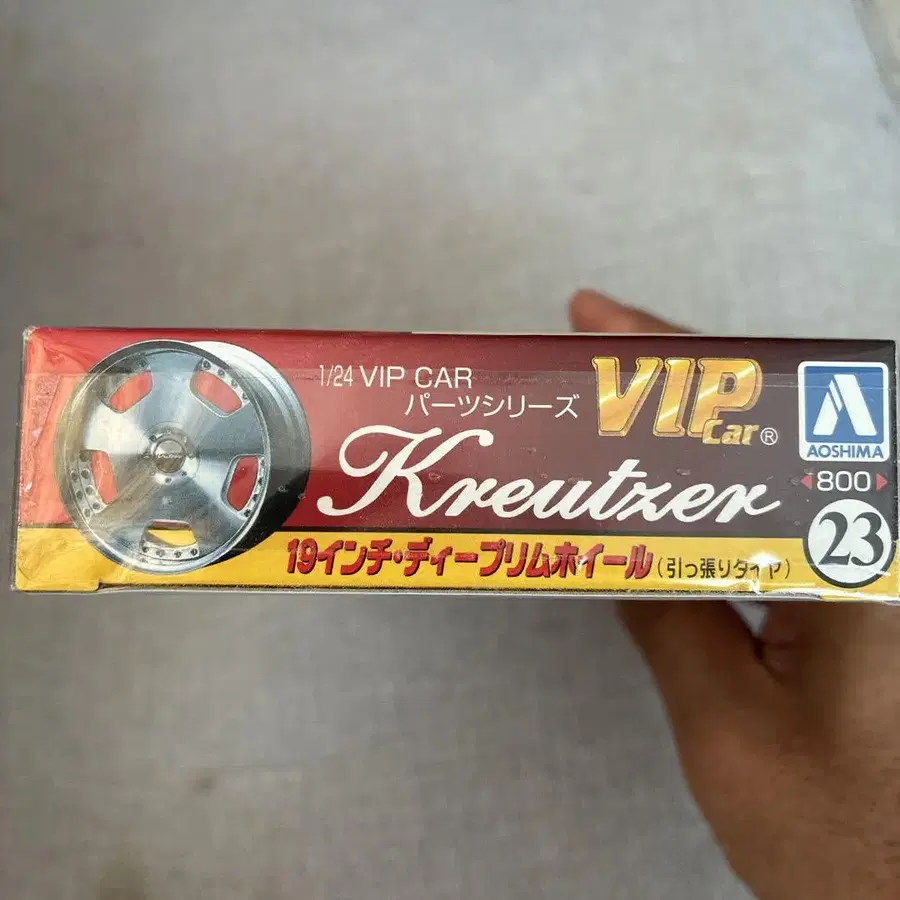 1/24 VIP CAR
パーツシリーズ
VIP Car®
Kreutzer
19インチ・ディープリムホイール(引っ張りタイヤ)
AOSHIMA
800
23